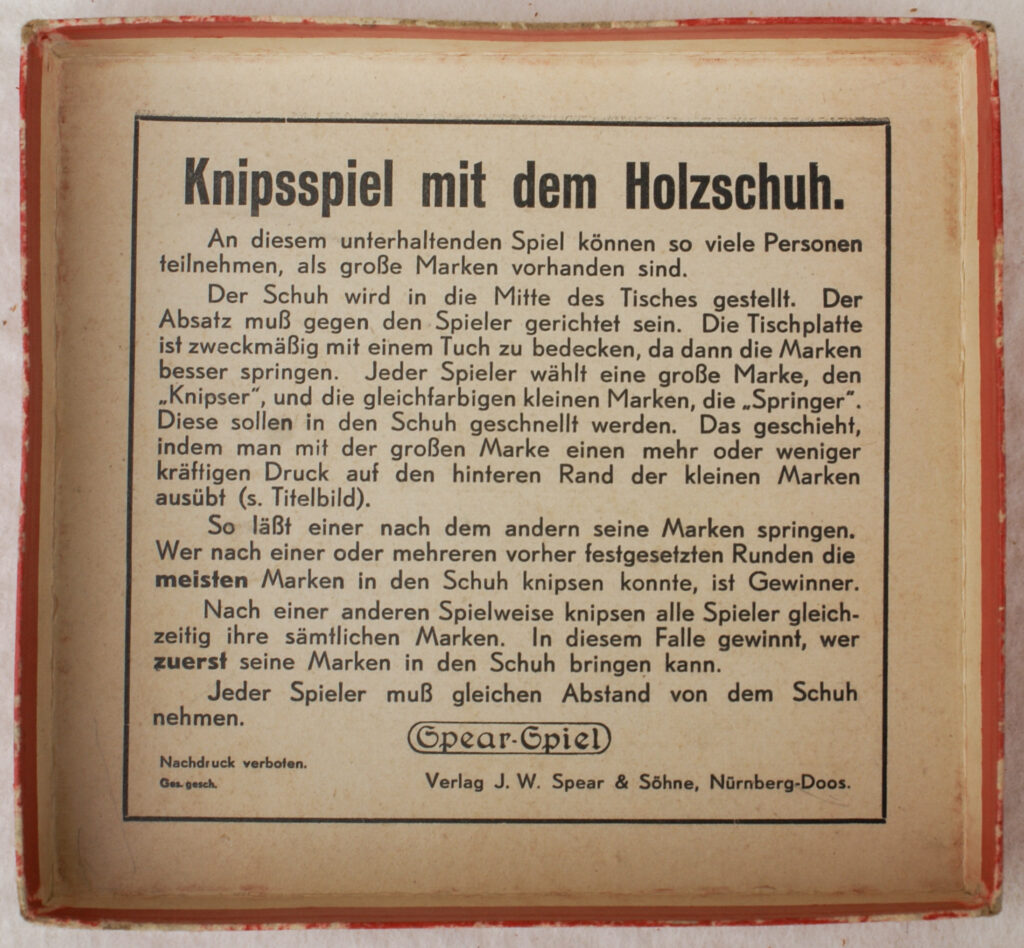 Knipsspiel mit dem Holzschuh.
An diesem unterhaltenden Spiel können so viele Personen
teilnehmen, als große Marken vorhanden sind.
Der Schuh wird in die Mitte des Tisches gestellt. Der
Absatz muß gegen den Spieler gerichtet sein. Die Tischplatte
ist zweckmäßig mit einem Tuch zu bedecken, da dann die Marken
besser springen. Jeder Spieler wählt eine große Marke, den
„Knipser", und die gleichfarbigen kleinen Marken, die „Springer".
Diese sollen in den Schuh geschnellt werden. Das geschieht,
indem man mit der großen Marke einen mehr oder weniger
kräftigen Druck auf den hinteren Rand der kleinen Marken
ausübt (s. Titelbild).
So läßt einer nach dem andern seine Marken springen.
Wer nach einer oder mehreren vorher festgesetzten Runden die
meisten Marken in den Schuh knipsen konnte, ist Gewinner.
Nach einer anderen Spielweise knipsen alle Spieler gleich-
zeitig ihre sämtlichen Marken. In diesem Falle gewinnt, wer
zuerst seine Marken in den Schuh bringen kann.
Jeder Spieler muß gleichen Abstand von dem Schuh
nehmen.
Spear-Spiel
Nachdruck verboten.
Ges. gesch.
Verlag J. W. Spear & Söhne, Nürnberg-Doos.